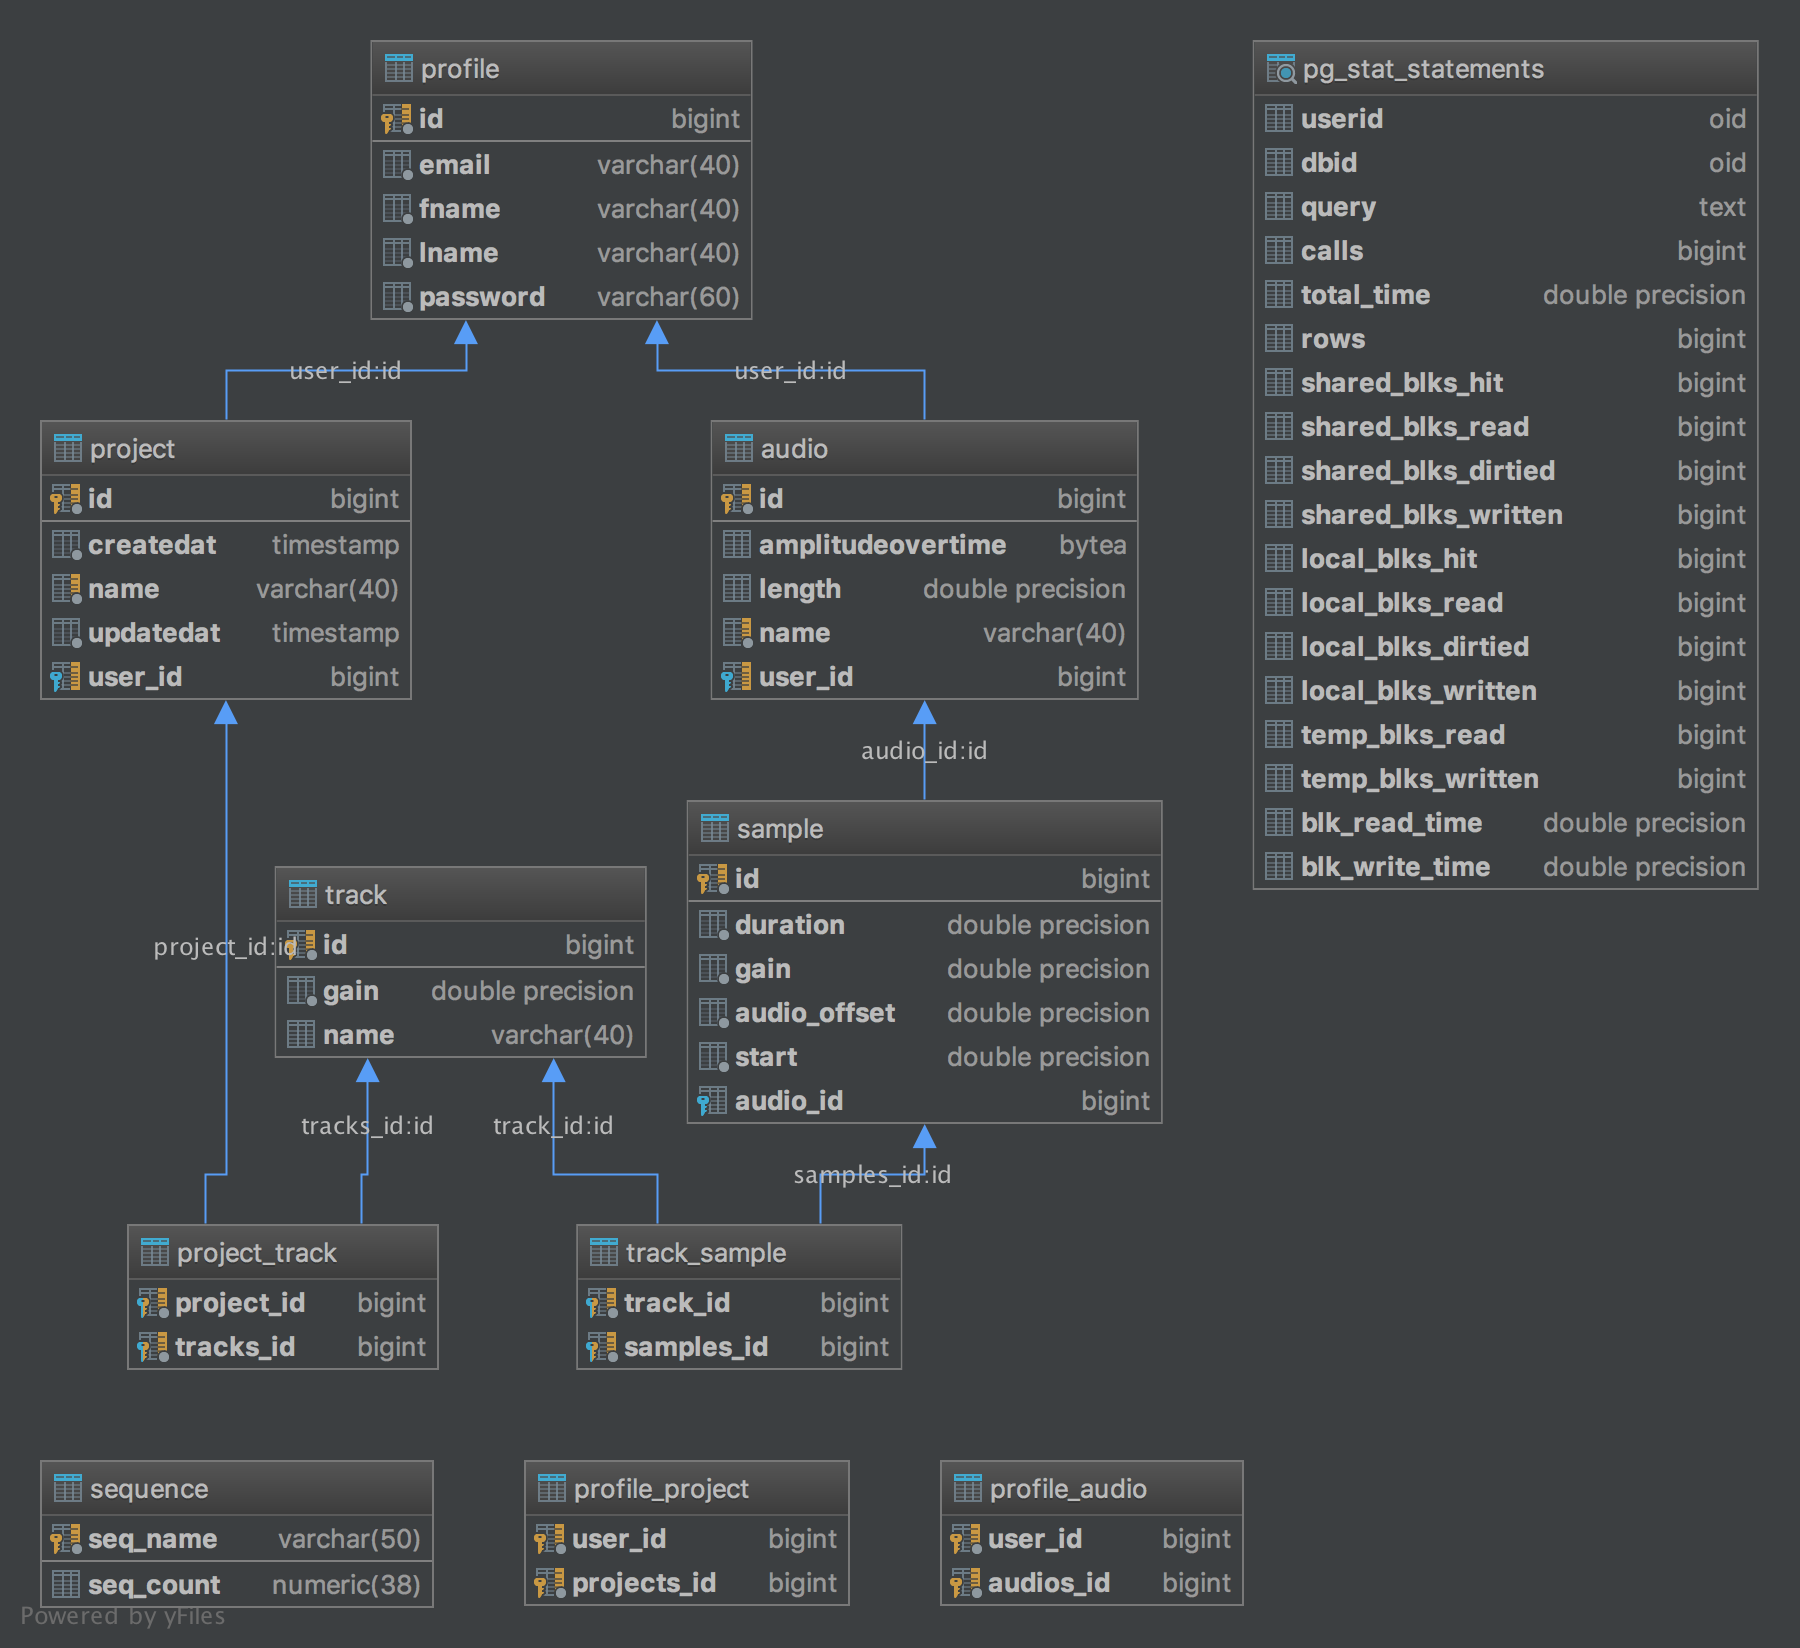 profile
id bigint
email varchar(40)
fname varchar(40)
lname varchar(40)
password varchar(60)
pg_stat_statements
userid oid
dbid oid
query text
calls bigint
total_time double precision
rows bigint
shared_blks_hit bigint
shared_blks_read bigint
shared_blks_dirtied bigint
shared_blks_written bigint
local_blks_hit bigint
local_blks_read bigint
local_blks_dirtied bigint
local_blks_written bigint
temp_blks_read bigint
temp_blks_written bigint
blk_read_time double precision
blk_write_time double precision
user_id:id
user_id:id
project
id bigint
createdat timestamp
name varchar(40)
updatedat timestamp
user_id bigint
audio
id bigint
amplitudeovertime bytea
length double precision
name varchar(40)
user_id bigint
audio_id:id
sample
id bigint
duration double precision
gain double precision
audio_offset double precision
start double precision
audio_id bigint
track
id bigint
gain double precision
name varchar(40)
project_id:id
tracks_id:id
track_id:id
samples_id:id
project_track
project_id bigint
tracks_id bigint
track_sample
track_id bigint
samples_id bigint
sequence
seq_name varchar(50)
seq_count numeric(38)
profile_project
user_id bigint
projects_id bigint
profile_audio
user_id bigint
audios_id bigint
Powered by yFiles